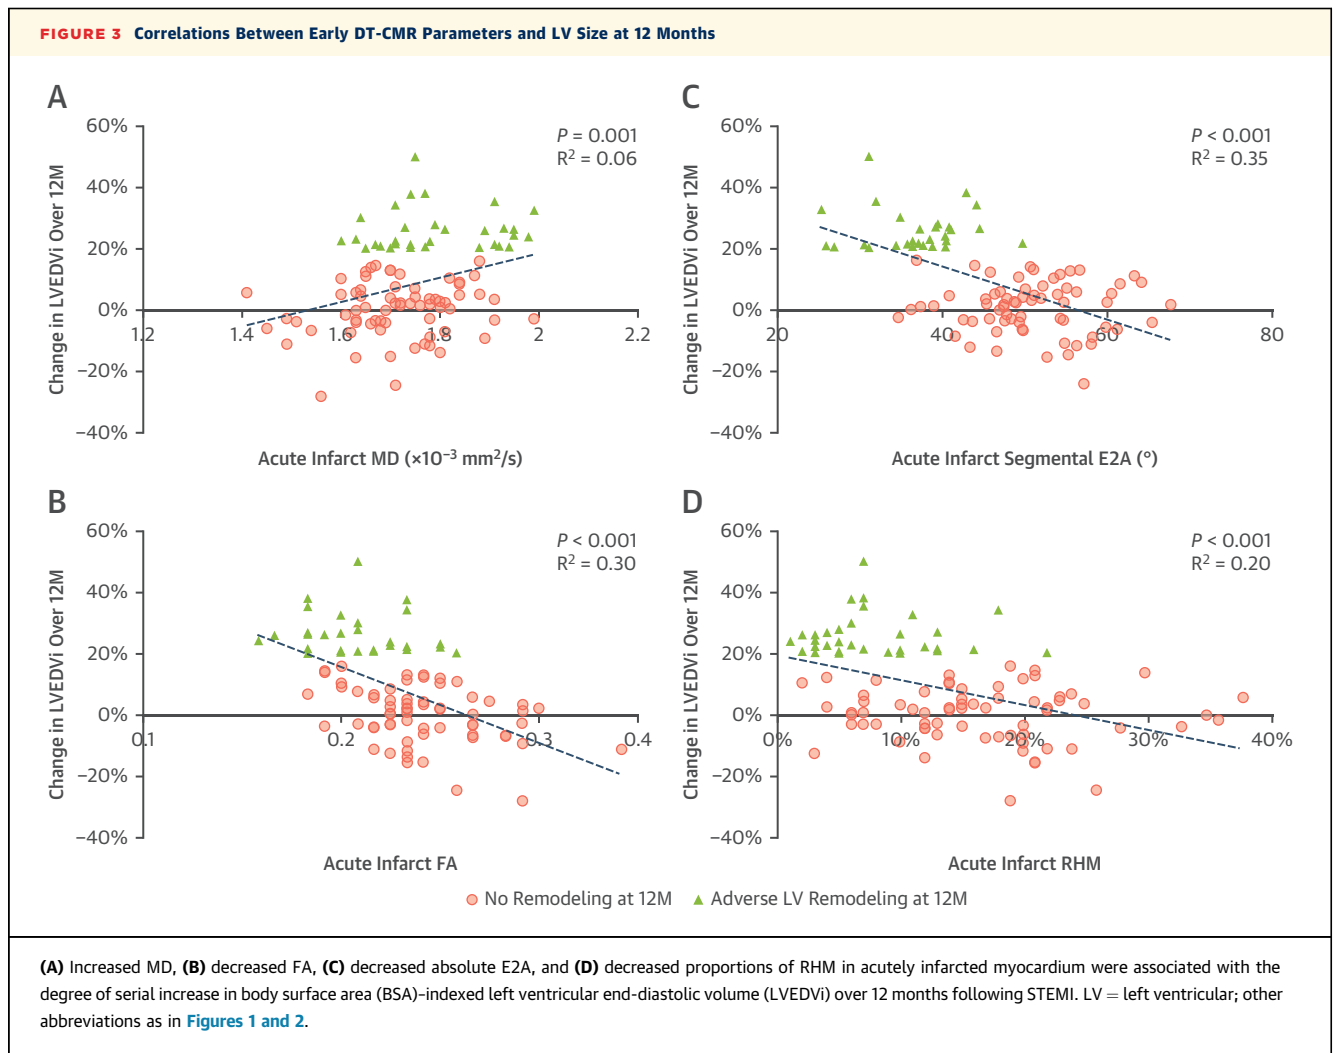 FIGURE 3 Correlations Between Early DT-CMR Parameters and LV Size at 12 Months
A
60%
40%
20%
0%
−20%
−40%
1.2
1.4
1.6
1.8
2
2.2
Change in LVEDVi Over 12M
P = 0.001
R² = 0.06
Acute Infarct MD (×10⁻³ mm²/s)
C
60%
40%
20%
0%
−20%
−40%
20
40
60
80
Change in LVEDVi Over 12M
P < 0.001
R² = 0.35
Acute Infarct Segmental E2A (°)
B
60%
40%
20%
0%
−20%
−40%
0.1
0.2
0.3
0.4
Change in LVEDVi Over 12M
P < 0.001
R² = 0.30
Acute Infarct FA
D
60%
40%
20%
0%
−20%
−40%
0%
10%
20%
30%
40%
Change in LVEDVi Over 12M
P < 0.001
R² = 0.20
Acute Infarct RHM
No Remodeling at 12M
Adverse LV Remodeling at 12M
(A) Increased MD, (B) decreased FA, (C) decreased absolute E2A, and (D) decreased proportions of RHM in acutely infarcted myocardium were associated with the
degree of serial increase in body surface area (BSA)-indexed left ventricular end-diastolic volume (LVEDVi) over 12 months following STEMI. LV = left ventricular; other
abbreviations as in Figures 1 and 2.